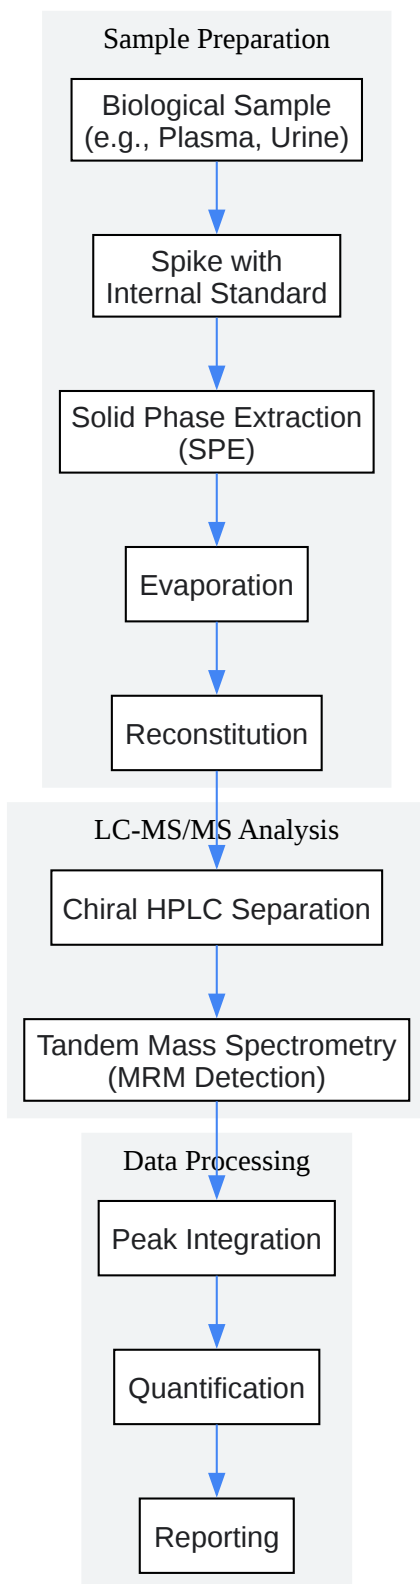 Sample Preparation
Biological Sample
(e.g., Plasma, Urine)
Spike with
Internal Standard
Solid Phase Extraction
(SPE)
Evaporation
Reconstitution
LC-MS/MS Analysis
Chiral HPLC Separation
Tandem Mass Spectrometry
(MRM Detection)
Data Processing
Peak Integration
Quantification
Reporting